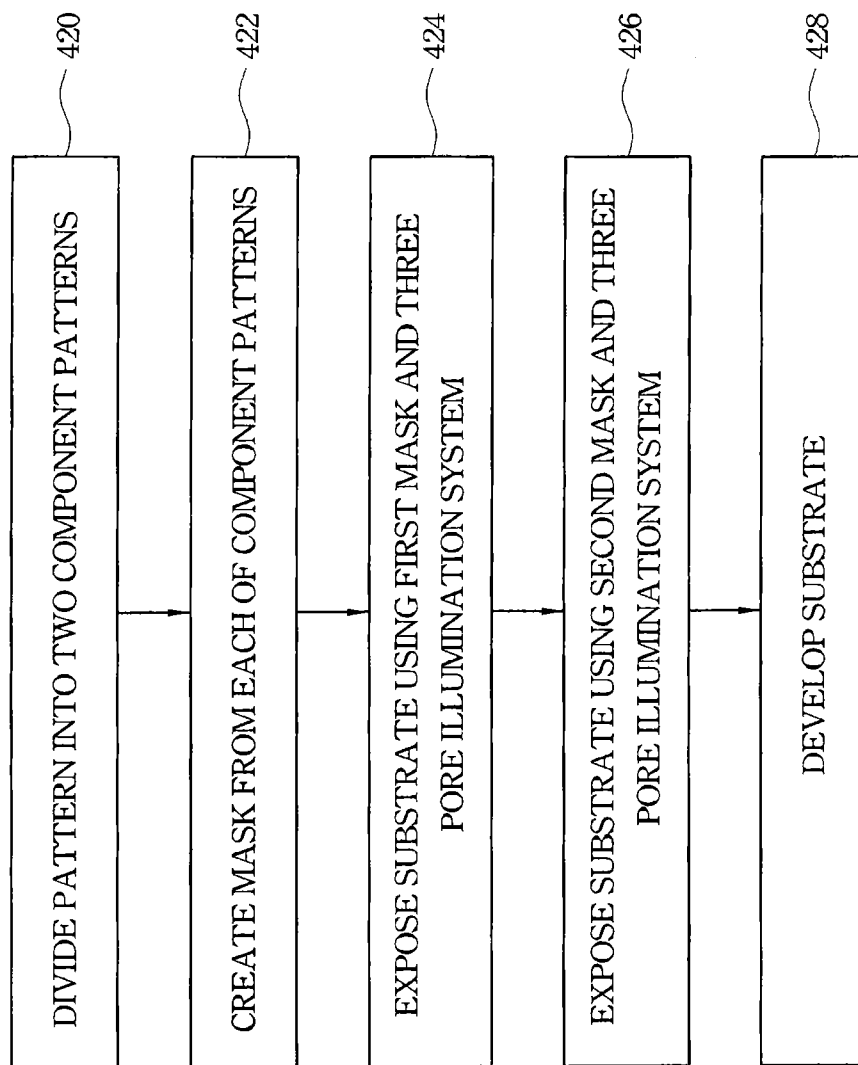 DIVIDE PATTERN INTO TWO COMPONENT PATTERNS
420
CREATE MASK FROM EACH OF COMPONENT PATTERNS
422
EXPOSE SUBSTRATE USING FIRST MASK AND THREE
PORE ILLUMINATION SYSTEM
424
EXPOSE SUBSTRATE USING SECOND MASK AND THREE
PORE ILLUMINATION SYSTEM
426
DEVELOP SUBSTRATE
428